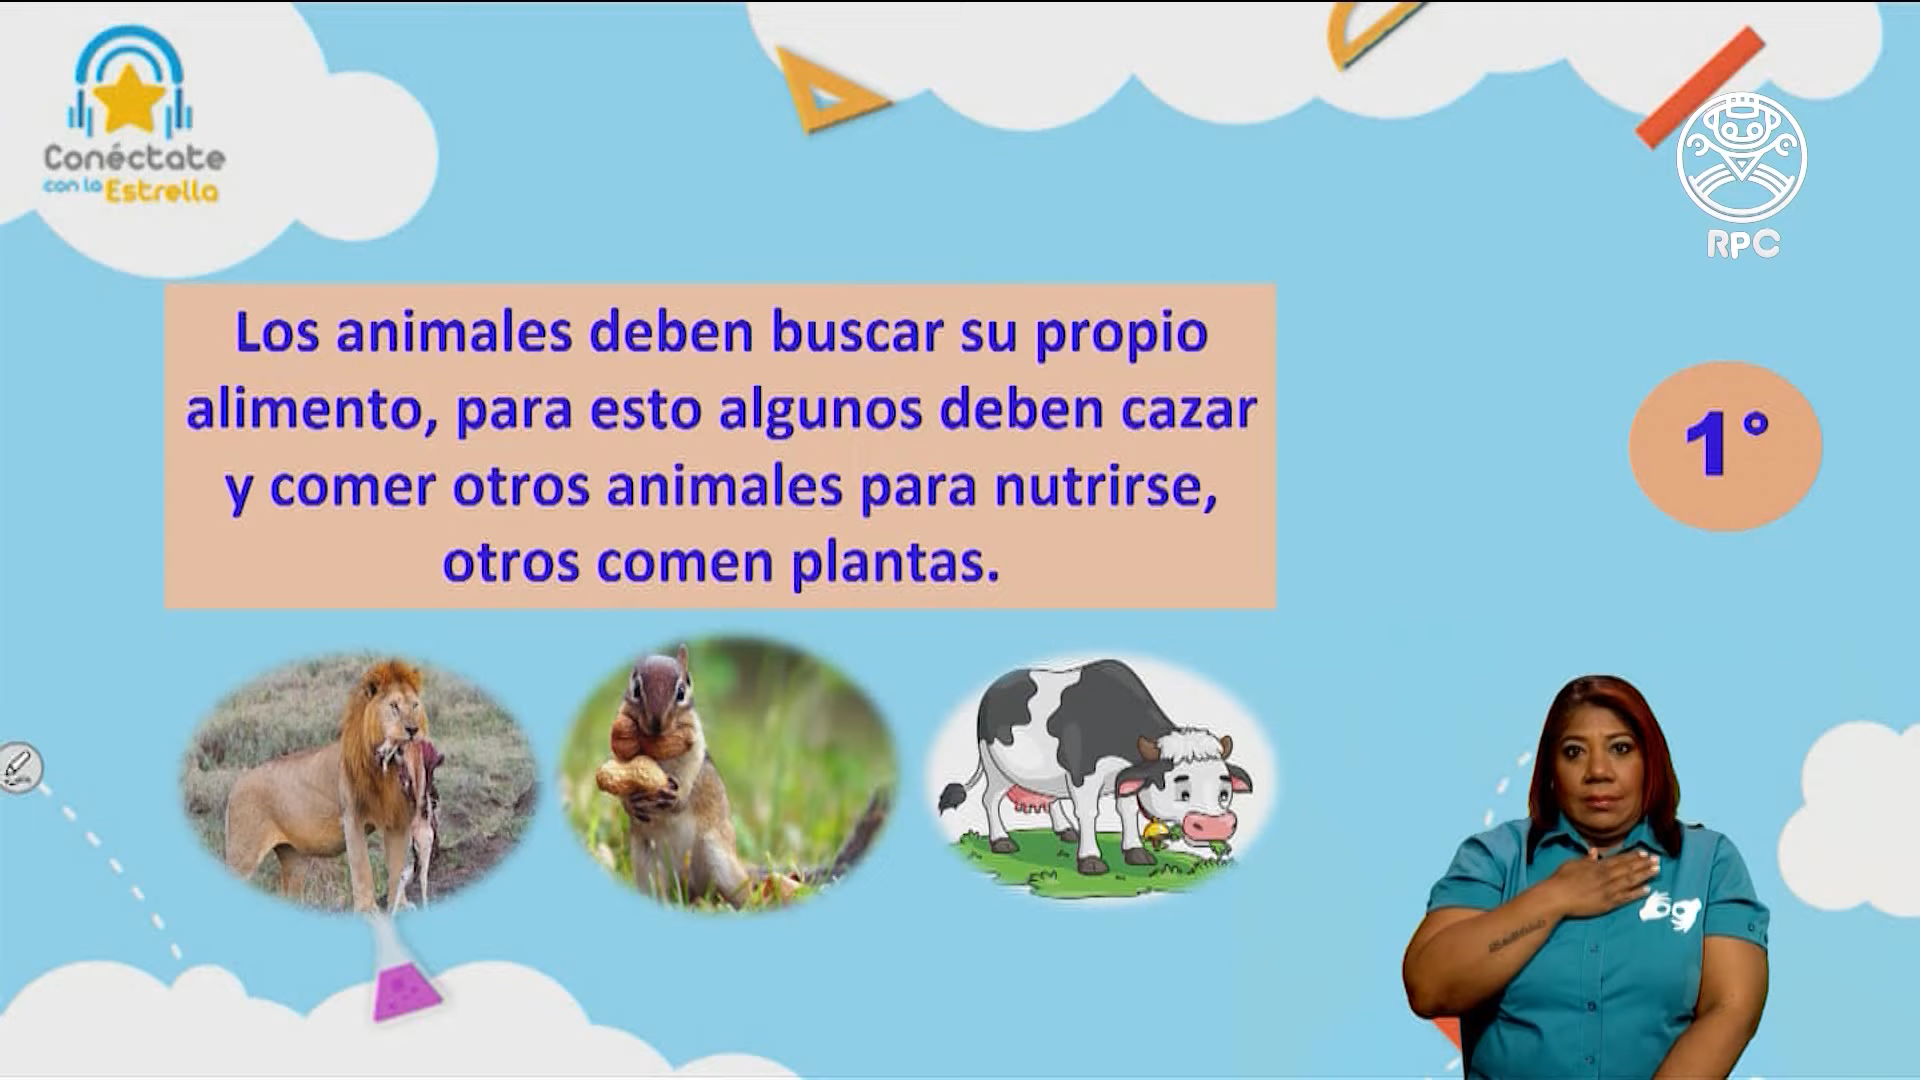 Conéctate
con la Estrella
RPC
Los animales deben buscar su propio
alimento, para esto algunos deben cazar
y comer otros animales para nutrirse,
otros comen plantas.
1°